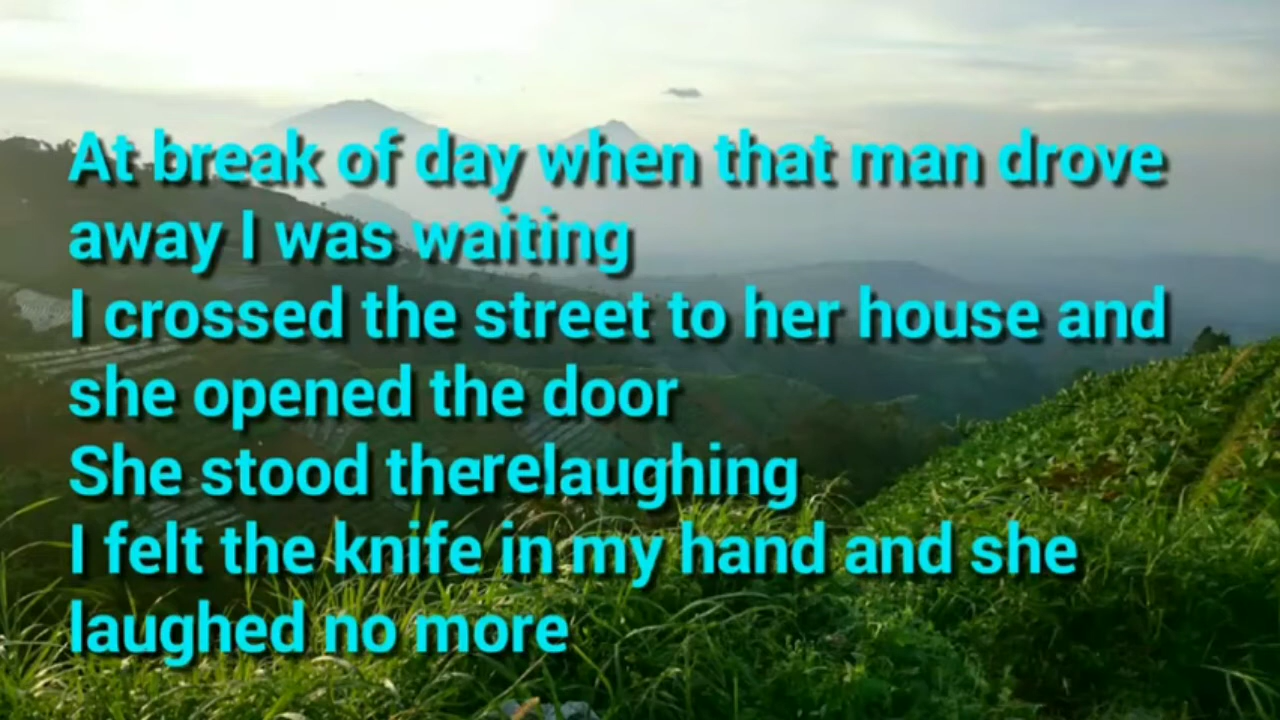 At break of day when that man drove
away I was waiting
I crossed the street to her house and
she opened the door
She stood therelaughing
I felt the knife in my hand and she
laughed no more